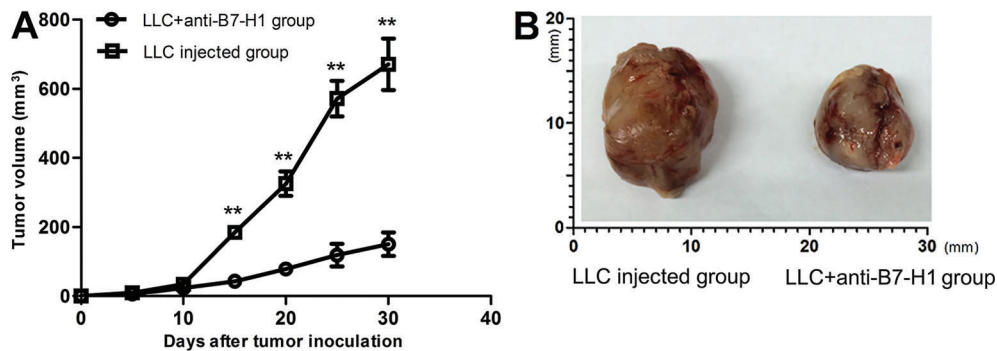 A
LLC+anti-B7-H1 group
LLC injected group
Tumor volume (mm³)
800
600
400
200
0
**
**
**
**
0
10
20
30
40
Days after tumor inoculation
B
(mm)
20
10
0
0
10
20
30
(mm)
LLC injected group
LLC+anti-B7-H1 group